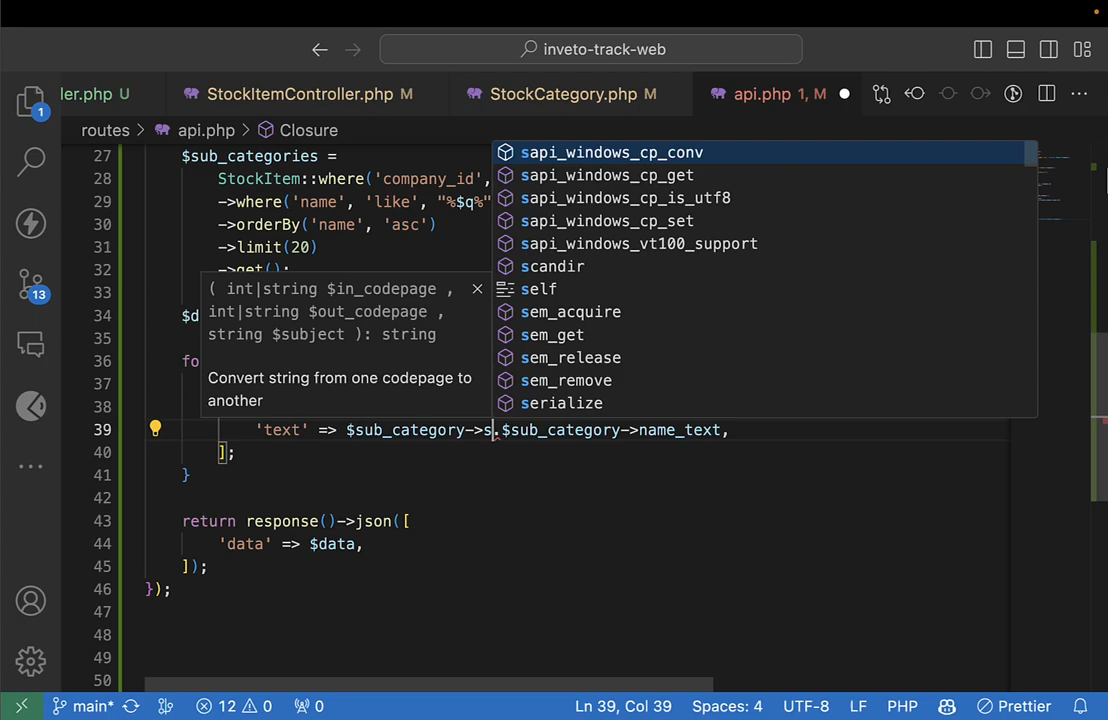 inveto-track-web
ler.php U
StockItemController.php M
StockCategory.php M
api.php 1, M
routes > api.php > Closure
27 $sub_categories =
28 StockItem::where('company_id',
29 ->where('name', 'like', "%$q%"
30 ->orderBy('name', 'asc')
31 ->limit(20)
32 ->get();
33
34 $d
35
36 fo
37
38
39 'text' => $sub_category->s.$sub_category->name_text,
40 ];
41 }
42
43 return response()->json([
44 'data' => $data,
45 ]);
46 });
47
48
49
50
( int|string $in_codepage ,
int|string $out_codepage ,
string $subject ): string
Convert string from one codepage to
another
sapi_windows_cp_conv
sapi_windows_cp_get
sapi_windows_cp_is_utf8
sapi_windows_cp_set
sapi_windows_vt100_support
scandir
self
sem_acquire
sem_get
sem_release
sem_remove
serialize
1
13
main* 12 0 0 Ln 39, Col 39 Spaces: 4 UTF-8 LF PHP Prettier